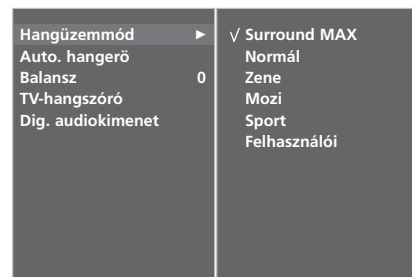 Hangüzemmód ►
Auto. hangerö
Balansz 0
TV-hangszóró
Dig. audiokimenet
√ Surround MAX
Normál
Zene
Mozi
Sport
Felhasználói